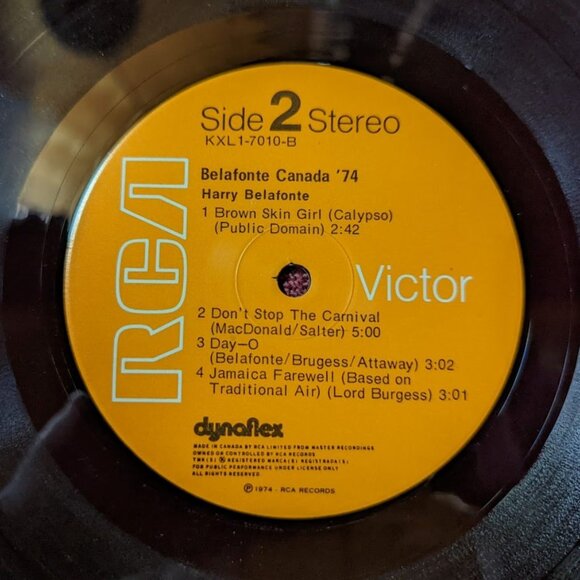 Side 2 Stereo
KXL1-7010-B
Belafonte Canada '74
Harry Belafonte
1 Brown Skin Girl (Calypso)
(Public Domain) 2:42
RCA
Victor
2 Don't Stop The Carnival
(MacDonald/Salter) 5:00
3 Day-O
(Belafonte/Brugess/Attaway) 3:02
4 Jamaica Farewell (Based on
Traditional Air) (Lord Burgess) 3:01
dynaflex
MADE IN CANADA BY RCA LIMITED FROM MASTER RECORDINGS
OWNED OR CONTROLLED BY RCA RECORDS.
TMK(S) ® REGISTERED MARCA(S) REGISTRADA(S)
FOR PUBLIC PERFORMANCE UNDER LICENSE ONLY
ALL RIGHTS RESERVED.
℗ 1974 - RCA RECORDS